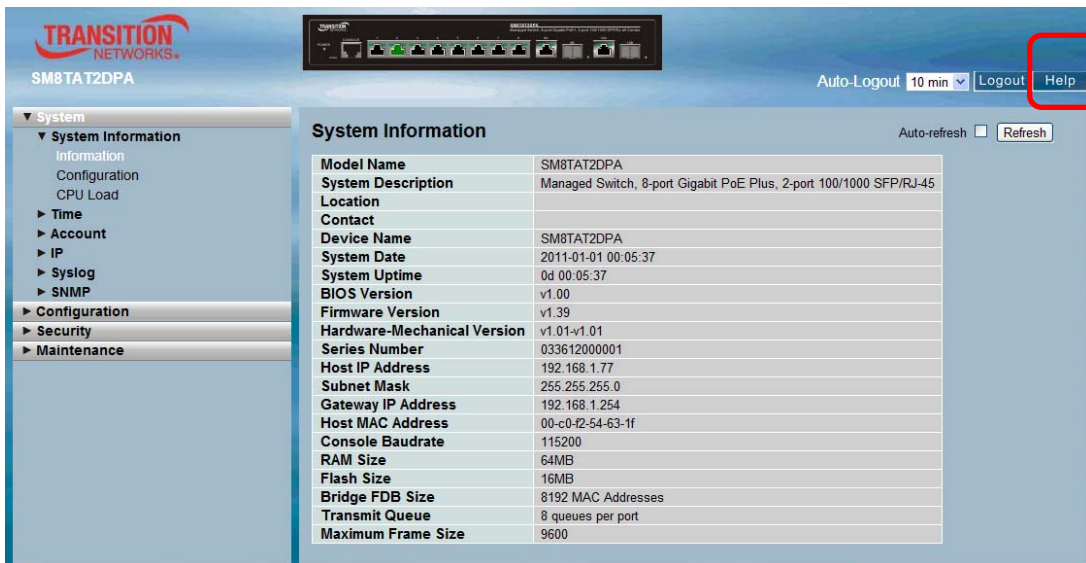 TRANSITION
NETWORKS®
SM8TAT2DPA
TRANSITION
CONSOLE
Auto-Logout 10 min Logout Help
▼ System
▼ System Information
Information
Configuration
CPU Load
► Time
► Account
► IP
► Syslog
► SNMP
► Configuration
► Security
► Maintenance
System Information
Auto-refresh Refresh
Model Name SM8TAT2DPA
System Description Managed Switch, 8-port Gigabit PoE Plus, 2-port 100/1000 SFP/RJ-45
Location
Contact
Device Name SM8TAT2DPA
System Date 2011-01-01 00:05:37
System Uptime 0d 00:05:37
BIOS Version v1.00
Firmware Version v1.39
Hardware-Mechanical Version v1.01-v1.01
Series Number 033612000001
Host IP Address 192.168.1.77
Subnet Mask 255.255.255.0
Gateway IP Address 192.168.1.254
Host MAC Address 00-c0-f2-54-63-1f
Console Baudrate 115200
RAM Size 64MB
Flash Size 16MB
Bridge FDB Size 8192 MAC Addresses
Transmit Queue 8 queues per port
Maximum Frame Size 9600